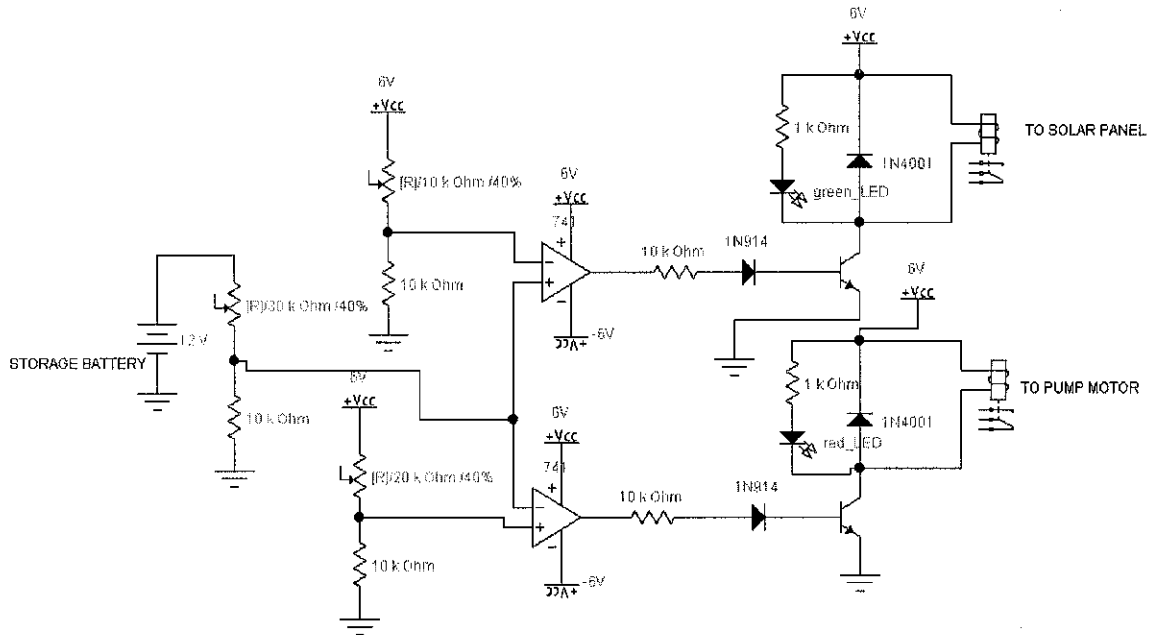 6V
+Vcc
1 k Ohm
1N4001
green_LED
TO SOLAR PANEL
6V
+Vcc
[R]/10 k Ohm /40%
10 k Ohm
6V
+Vcc
741
+
-
-
+
-6V
10 k Ohm
1N914
12 V
STORAGE BATTERY
[R]/30 k Ohm /40%
10 k Ohm
6V
+Vcc
1 k Ohm
1N4001
red_LED
TO PUMP MOTOR
+Vcc
[R]/20 k Ohm /40%
10 k Ohm
6V
+Vcc
741
+
-
-
+
-6V
+Vcc
10 k Ohm
1N914